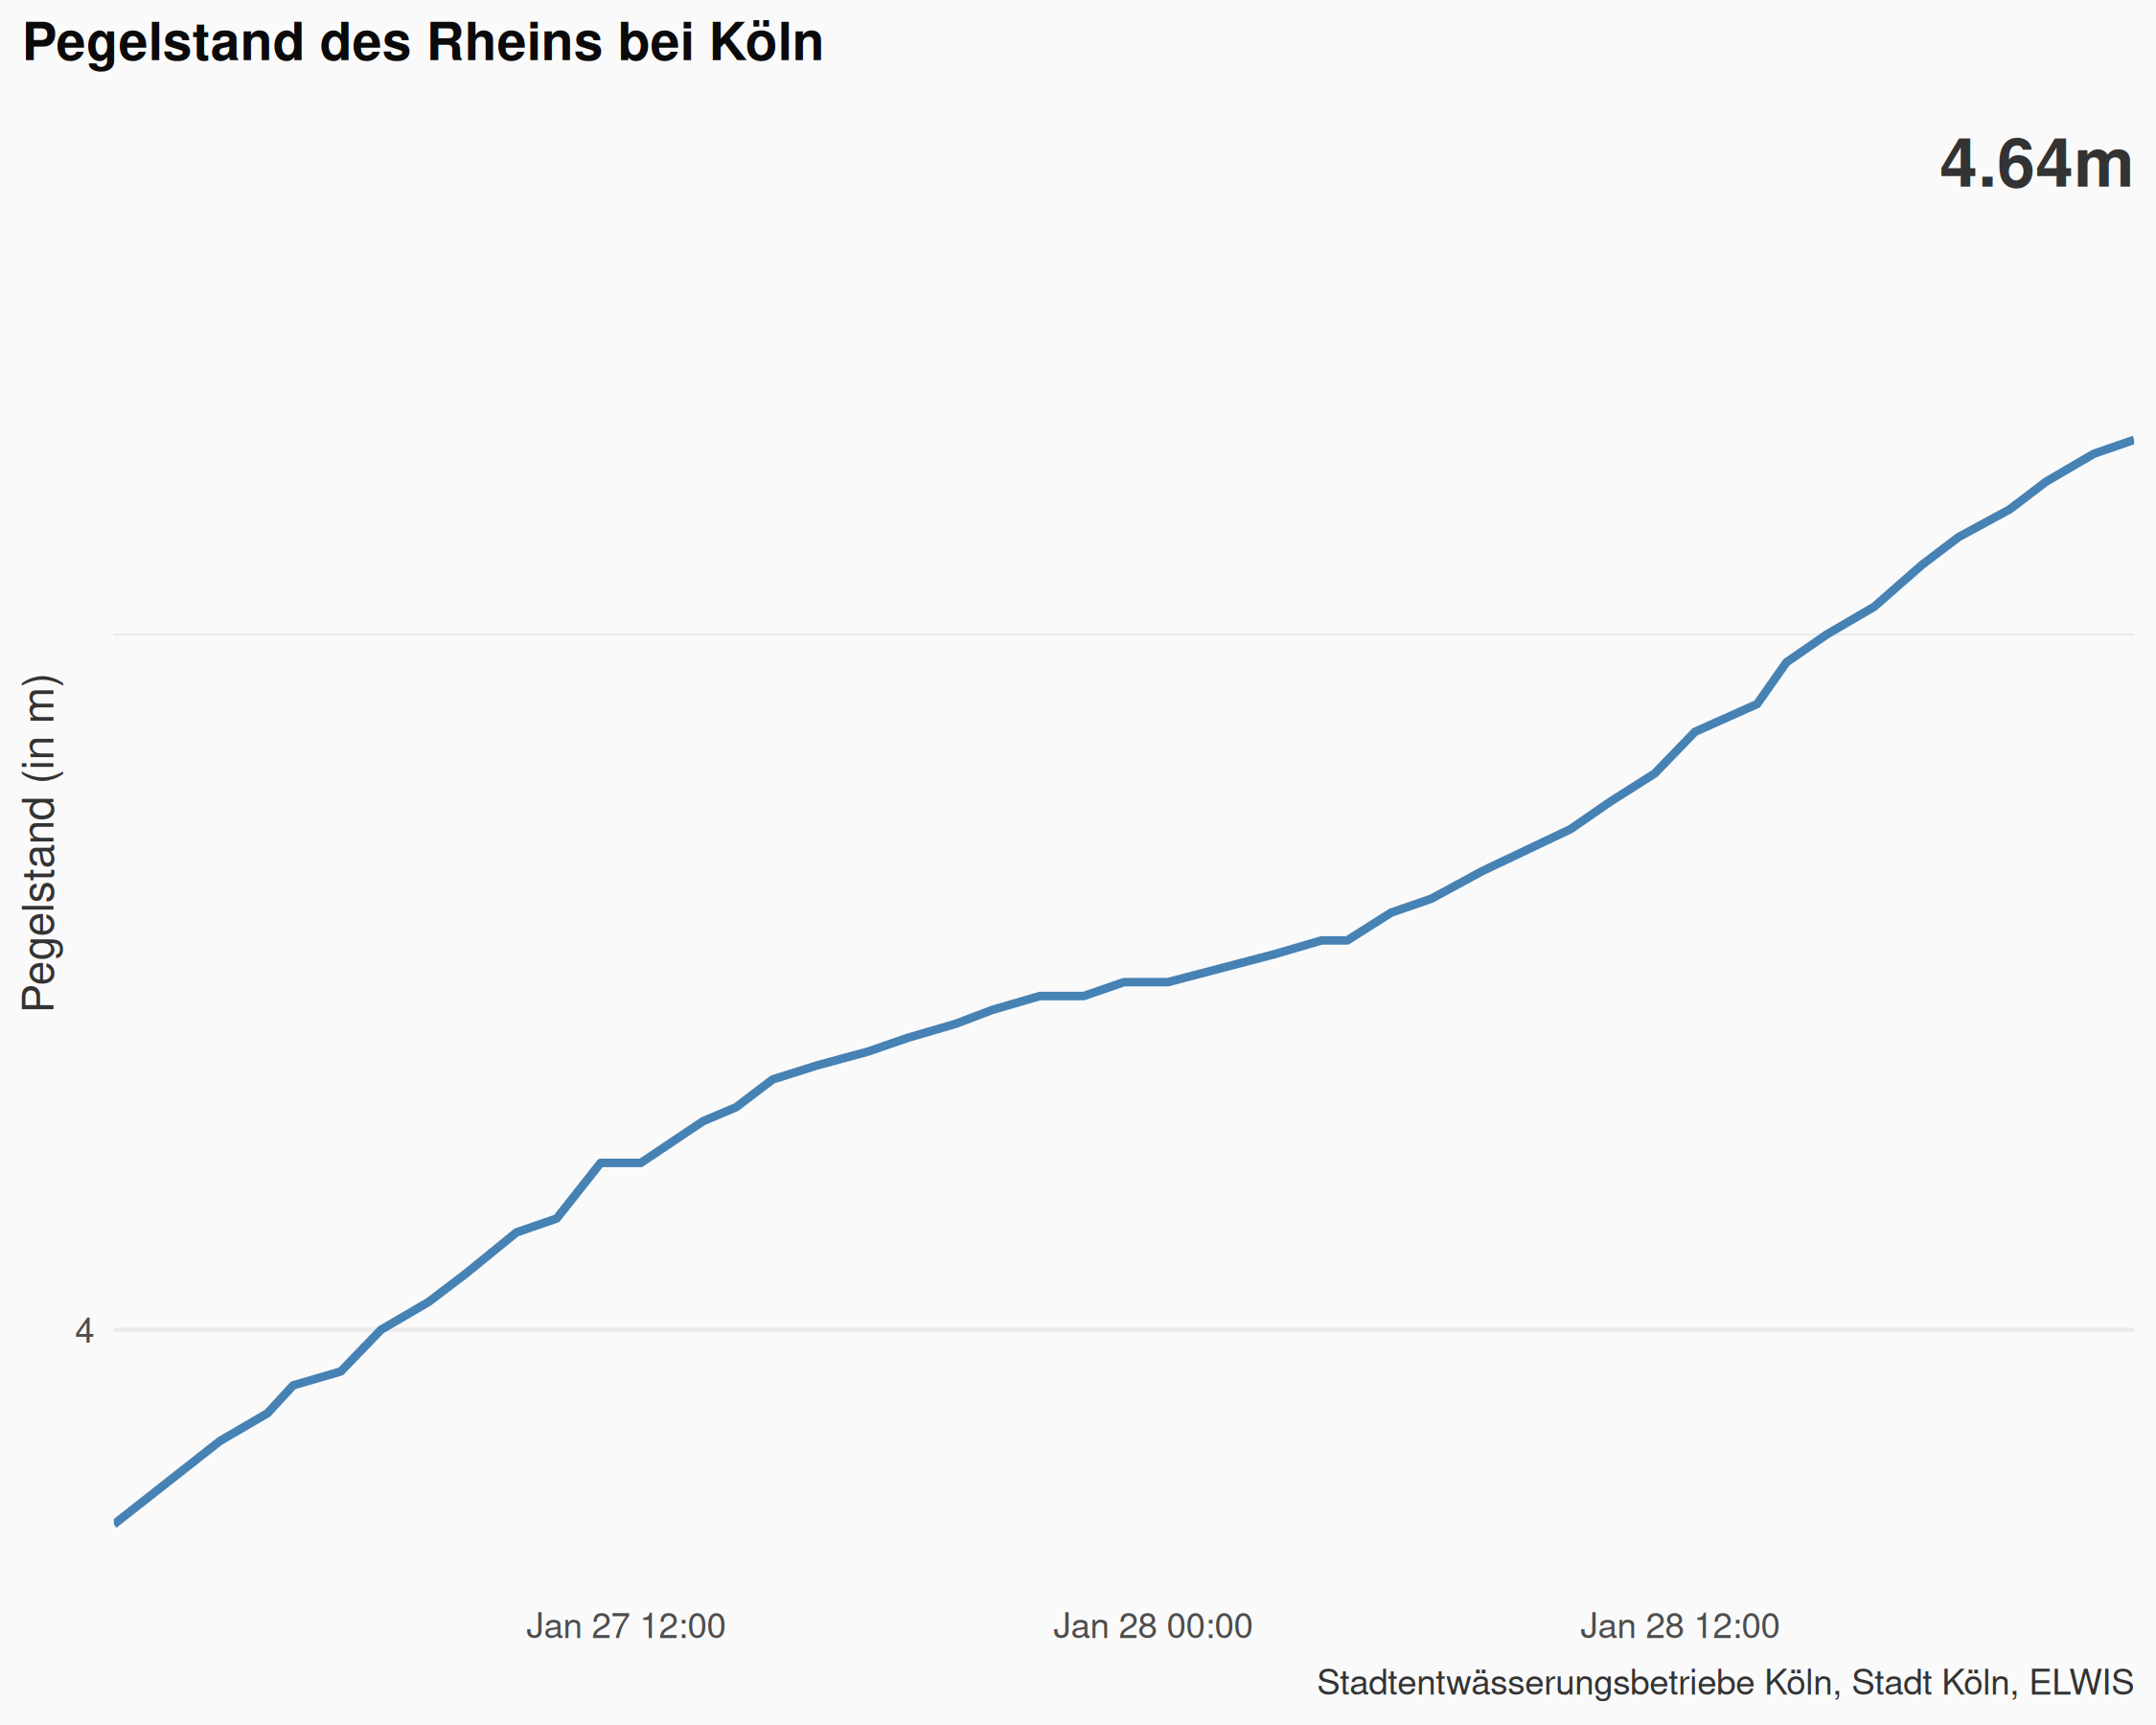 Pegelstand des Rheins bei Köln
4.64m
Pegelstand (in m)
4
Jan 27 12:00
Jan 28 00:00
Jan 28 12:00
Stadtentwässerungsbetriebe Köln, Stadt Köln, ELWIS